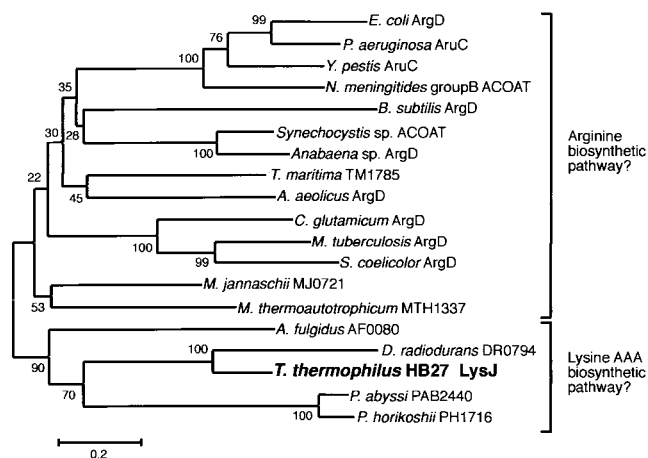 99
E. coli ArgD
76
P. aeruginosa AruC
100
Y. pestis AruC
35
N. meningitides groupB ACOAT
B. subtilis ArgD
30
28
Synechocystis sp. ACOAT
Arginine
biosynthetic
pathway?
100
Anabaena sp. ArgD
T. maritima TM1785
22
45
A. aeolicus ArgD
C. glutamicum ArgD
100
M. tuberculosis ArgD
99
S. coelicolor ArgD
M. jannaschii MJ0721
53
M. thermoautotrophicum MTH1337
A. fulgidus AF0080
100
D. radiodurans DR0794
Lysine AAA
biosynthetic
pathway?
90
T. thermophilus HB27 LysJ
70
P. abyssi PAB2440
100
P. horikoshii PH1716
0.2